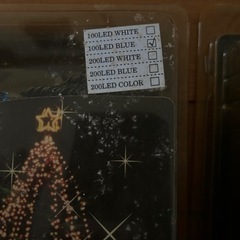 100LED WHITE ☐
100LED BLUE ☑
200LED WHITE ☐
200LED BLUE ☐
200LED COLOR ☐